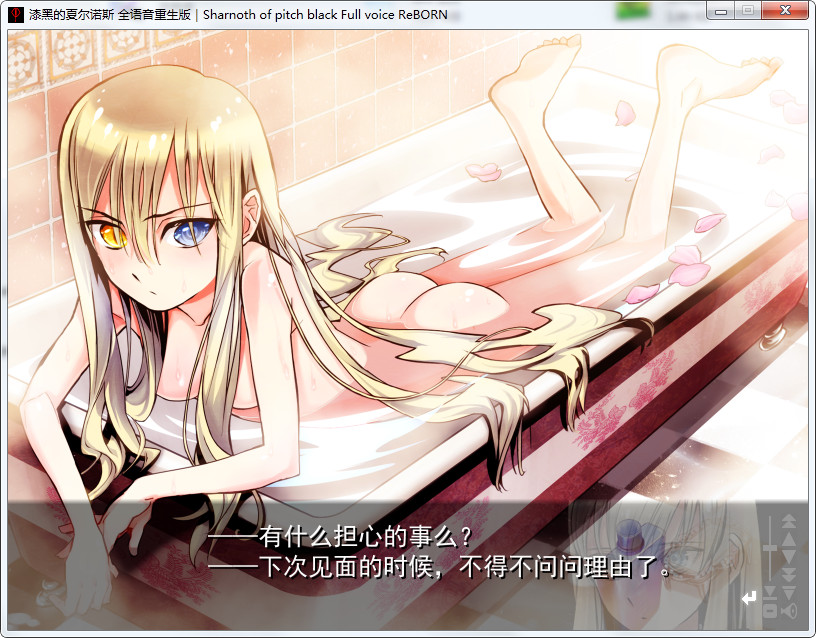 漆黑的夏尔诺斯 全语音重生版 | Sharnoth of pitch black Full voice ReBORN
——有什么担心的事么?
——下次见面的时候，不得不问问理由了。